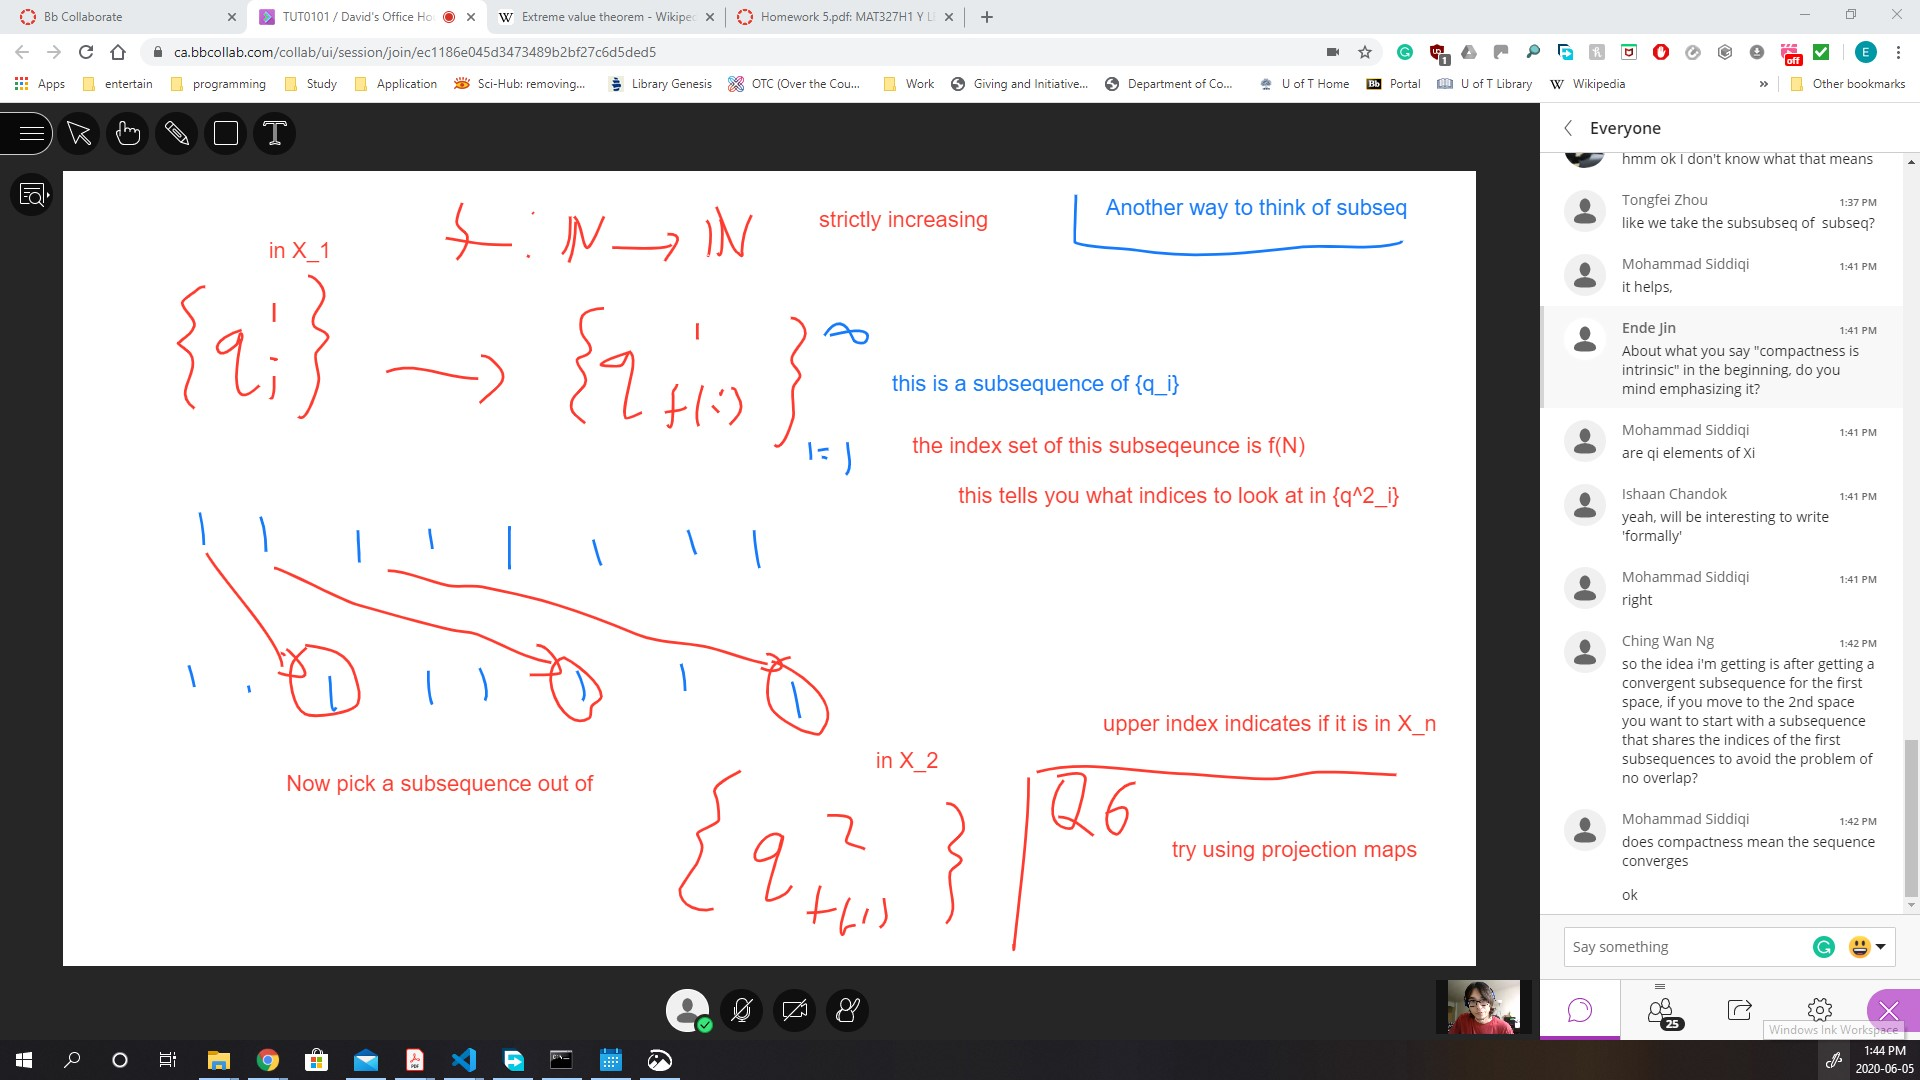 Bb Collaborate
TUT0101 / David's Office Ho
Extreme value theorem - Wikipe
Homework 5.pdf: MAT327H1 Y L
ca.bbcollab.com/collab/ui/session/join/ec1186e045d3473489b2bf27c6d5ded5
1
off
E
Apps
entertain
programming
Study
Application
Sci-Hub: removing...
Library Genesis
OTC (Over the Cou...
Work
Giving and Initiative...
Department of Co...
U of T Home
Bb Portal
U of T Library
W Wikipedia
»
Other bookmarks
T
in X_1
f : N → N
strictly increasing
Another way to think of subseq
{q^1_i} → {q^1_f(i)}^∞_i=1
this is a subsequence of {q_i}
the index set of this subseqeunce is f(N)
this tells you what indices to look at in {q^2_i}
Now pick a subsequence out of
in X_2
{q^2_f(i)}
upper index indicates if it is in X_n
Q6
try using projection maps
Everyone
hmm ok I don't know what that means
Tongfei Zhou 1:37 PM
like we take the subsubseq of subseq?
Mohammad Siddiqi 1:41 PM
it helps,
Ende Jin 1:41 PM
About what you say "compactness is
intrinsic" in the beginning, do you
mind emphasizing it?
Mohammad Siddiqi 1:41 PM
are qi elements of Xi
Ishaan Chandok 1:41 PM
yeah, will be interesting to write
'formally'
Mohammad Siddiqi 1:41 PM
right
Ching Wan Ng 1:42 PM
so the idea i'm getting is after getting a
convergent subsequence for the first
space, if you move to the 2nd space
you want to start with a subsequence
that shares the indices of the first
subsequences to avoid the problem of
no overlap?
Mohammad Siddiqi 1:42 PM
does compactness mean the sequence
converges
ok
Say something
25
Windows Ink Workspace
1:44 PM
2020-06-05